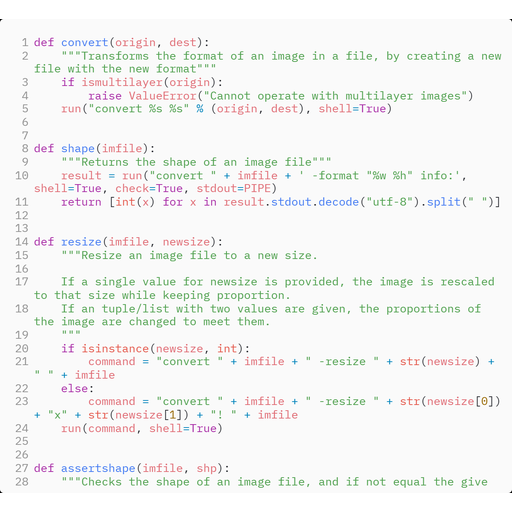 1 def convert(origin, dest):
2 """Transforms the format of an image in a file, by creating a new
file with the new format"""
3 if ismultilayer(origin):
4 raise ValueError("Cannot operate with multilayer images")
5 run("convert %s %s" % (origin, dest), shell=True)
6
7
8 def shape(imfile):
9 """Returns the shape of an image file"""
10 result = run("convert " + imfile + ' -format "%w %h" info:',
shell=True, check=True, stdout=PIPE)
11 return [int(x) for x in result.stdout.decode("utf-8").split(" ")]
12
13
14 def resize(imfile, newsize):
15 """Resize an image file to a new size.
16
17 If a single value for newsize is provided, the image is rescaled
to that size while keeping proportion.
18 If an tuple/list with two values are given, the proportions of
the image are changed to meet them.
19 """
20 if isinstance(newsize, int):
21 command = "convert " + imfile + " -resize " + str(newsize) +
" " + imfile
22 else:
23 command = "convert " + imfile + " -resize " + str(newsize[0])
+ "x" + str(newsize[1]) + "! " + imfile
24 run(command, shell=True)
25
26
27 def assertshape(imfile, shp):
28 """Checks the shape of an image file, and if not equal the give